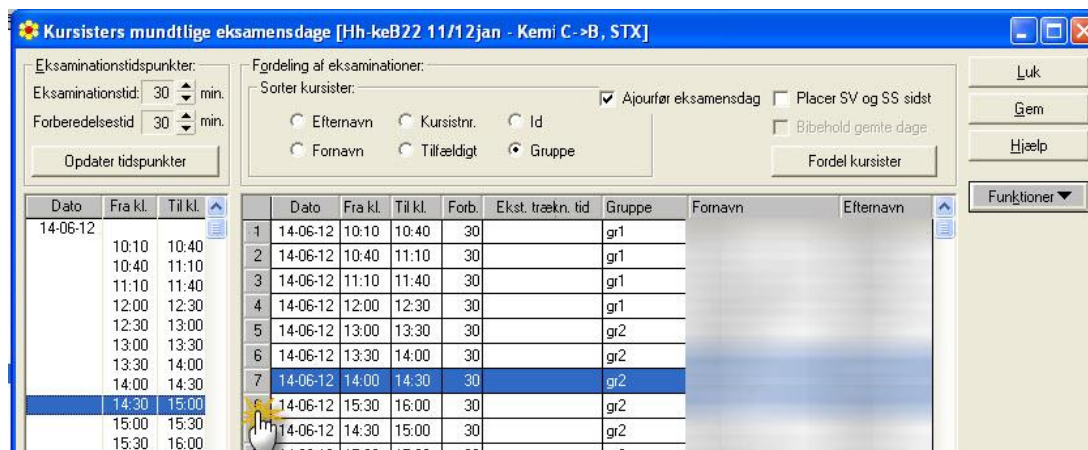 Kursisters mundtlige eksamensdage [Hh-keB22 11/12jan - Kemi C->B, STX]
Eksaminationstidspunkter:
Eksaminationstid: 30 min.
Forberedelsestid 30 min.
Opdater tidspunkter
Fordeling af eksaminationer:
Sorter kursister:
Efternavn Kursistnr. Id
Fornavn Tilfældigt Gruppe
Ajourfør eksamensdag Placer SV og SS sidst
Bibehold gemte dage
Fordel kursister
Luk
Gem
Hjælp
Funktioner
Dato Fra kl. Til kl.
14-06-12
10:10 10:40
10:40 11:10
11:10 11:40
12:00 12:30
12:30 13:00
13:00 13:30
13:30 14:00
14:00 14:30
14:30 15:00
15:00 15:30
15:30 16:00
Dato Fra kl. Til kl. Forb. Ekst. trækn. tid Gruppe Fornavn Efternavn
1 14-06-12 10:10 10:40 30 gr1
2 14-06-12 10:40 11:10 30 gr1
3 14-06-12 11:10 11:40 30 gr1
4 14-06-12 12:00 12:30 30 gr1
5 14-06-12 13:00 13:30 30 gr2
6 14-06-12 13:30 14:00 30 gr2
7 14-06-12 14:00 14:30 30 gr2
14-06-12 15:30 16:00 30 gr2
14-06-12 14:30 15:00 30 gr2